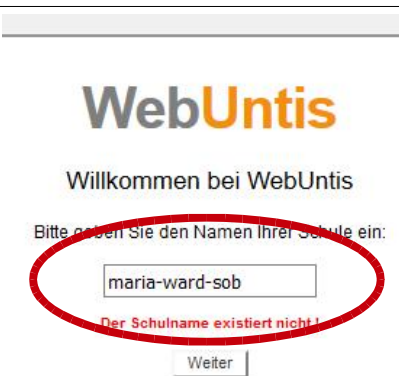 WebUntis
Willkommen bei WebUntis
Bitte geben Sie den Namen Ihrer Schule ein:
maria-ward-sob
Der Schulname existiert nicht !
Weiter